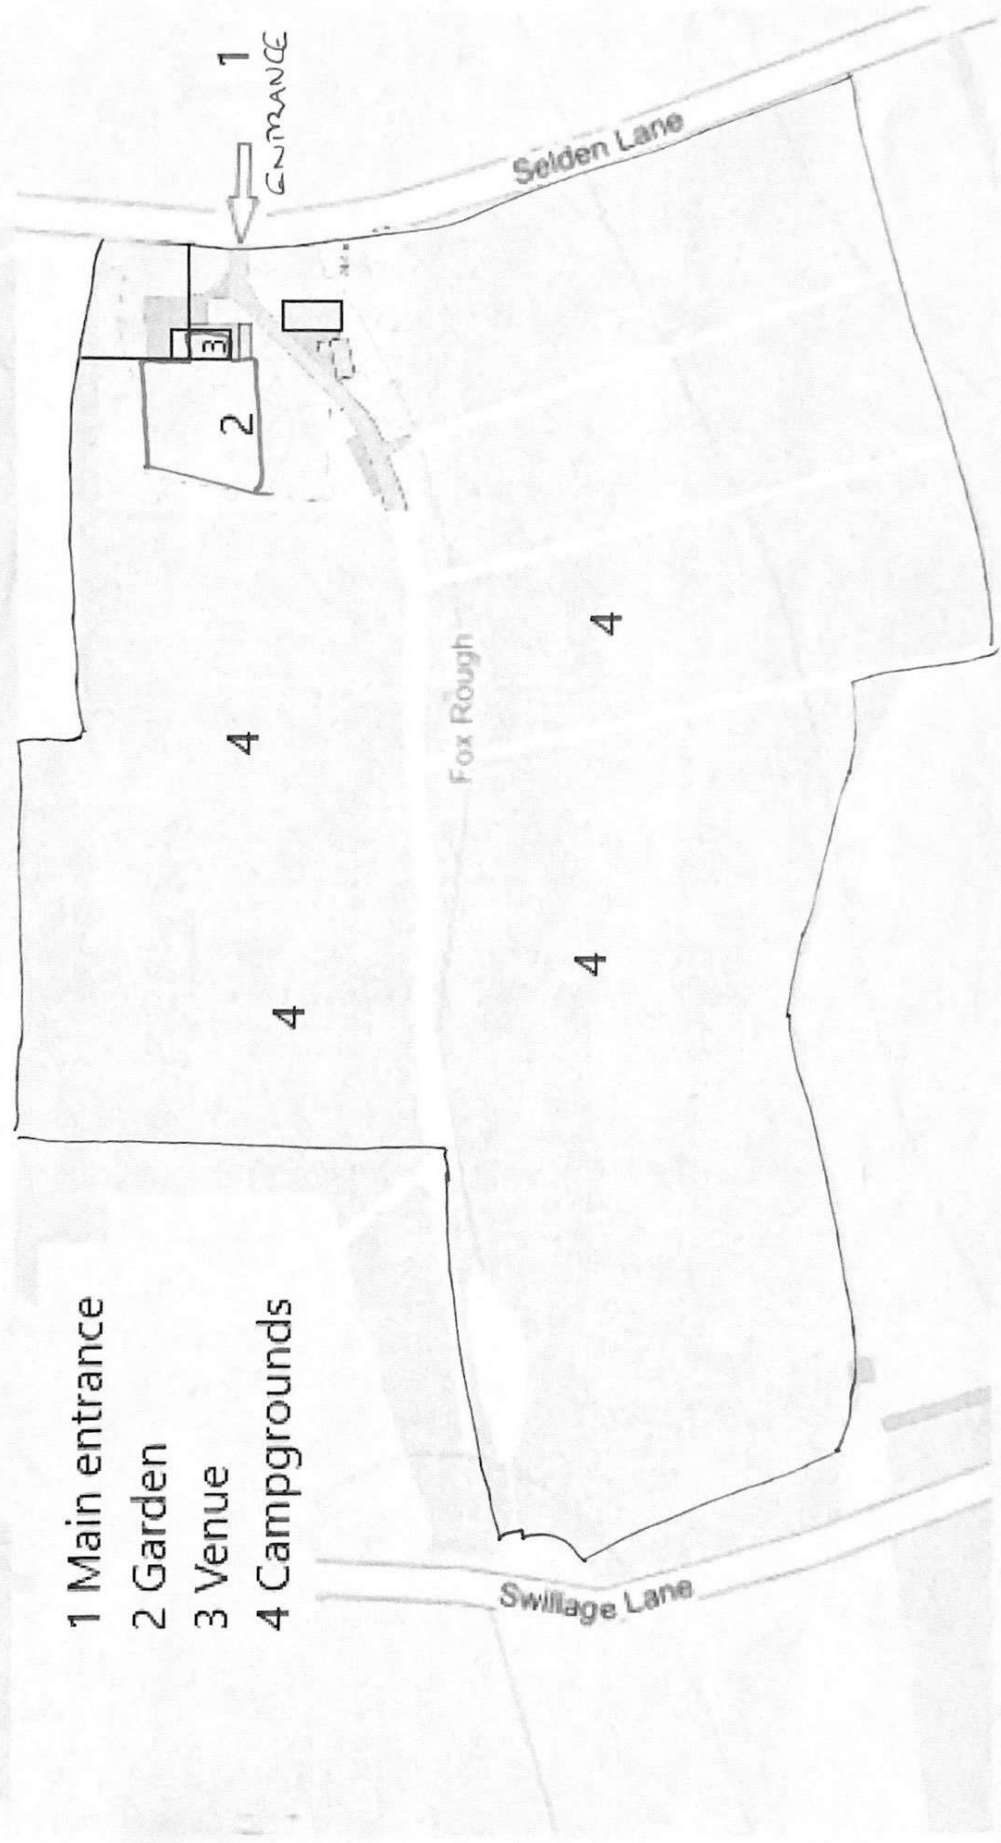 1 Main entrance
2 Garden
3 Venue
4 Campgrounds
1
ENTRANCE
Selden Lane
3
2
4
4
Fox Rough
4
4
Swillage Lane